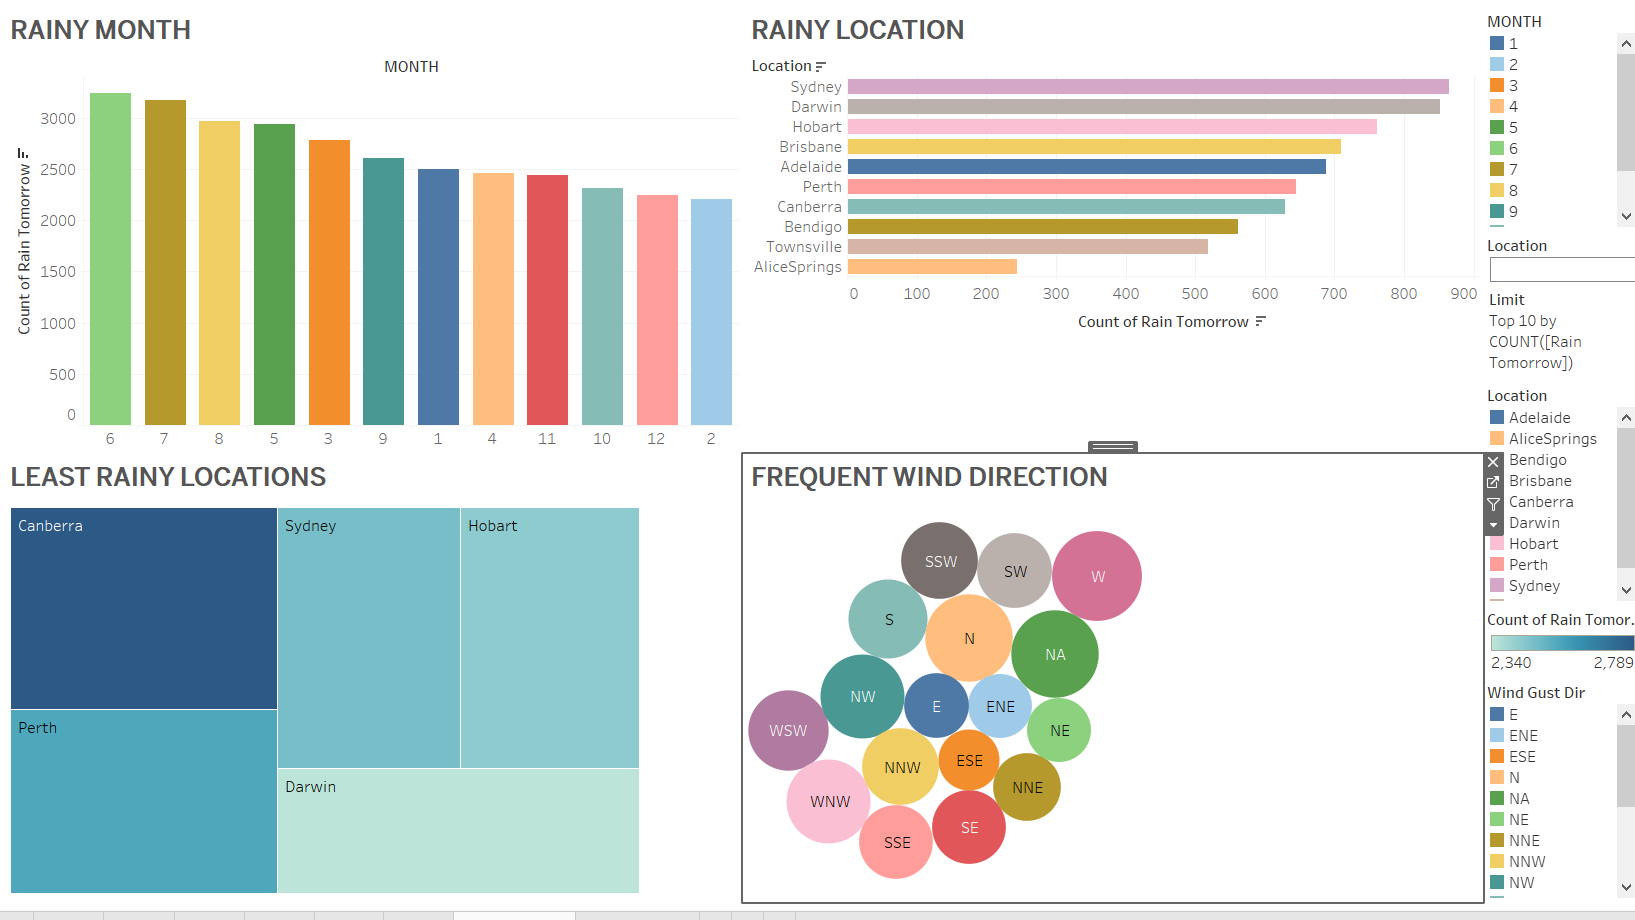 RAINY MONTH
MONTH
Count of Rain Tomorrow
3000
2500
2000
1500
1000
500
0
6 7 8 5 3 9 1 4 11 10 12 2
RAINY LOCATION
Location
Sydney
Darwin
Hobart
Brisbane
Adelaide
Perth
Canberra
Bendigo
Townsville
AliceSprings
0 100 200 300 400 500 600 700 800 900
Count of Rain Tomorrow
LEAST RAINY LOCATIONS
Canberra
Sydney
Hobart
Perth
Darwin
FREQUENT WIND DIRECTION
SSW
SW
W
S
N
NA
NW
E
ENE
WSW
NE
NNW
ESE
NNE
WNW
SSE
SE
MONTH
1
2
3
4
5
6
7
8
9
Location
Limit
Top 10 by
COUNT([Rain
Tomorrow])
Location
Adelaide
AliceSprings
Bendigo
Brisbane
Canberra
Darwin
Hobart
Perth
Sydney
Count of Rain Tomor.
2,340 2,789
Wind Gust Dir
E
ENE
ESE
N
NA
NE
NNE
NNW
NW